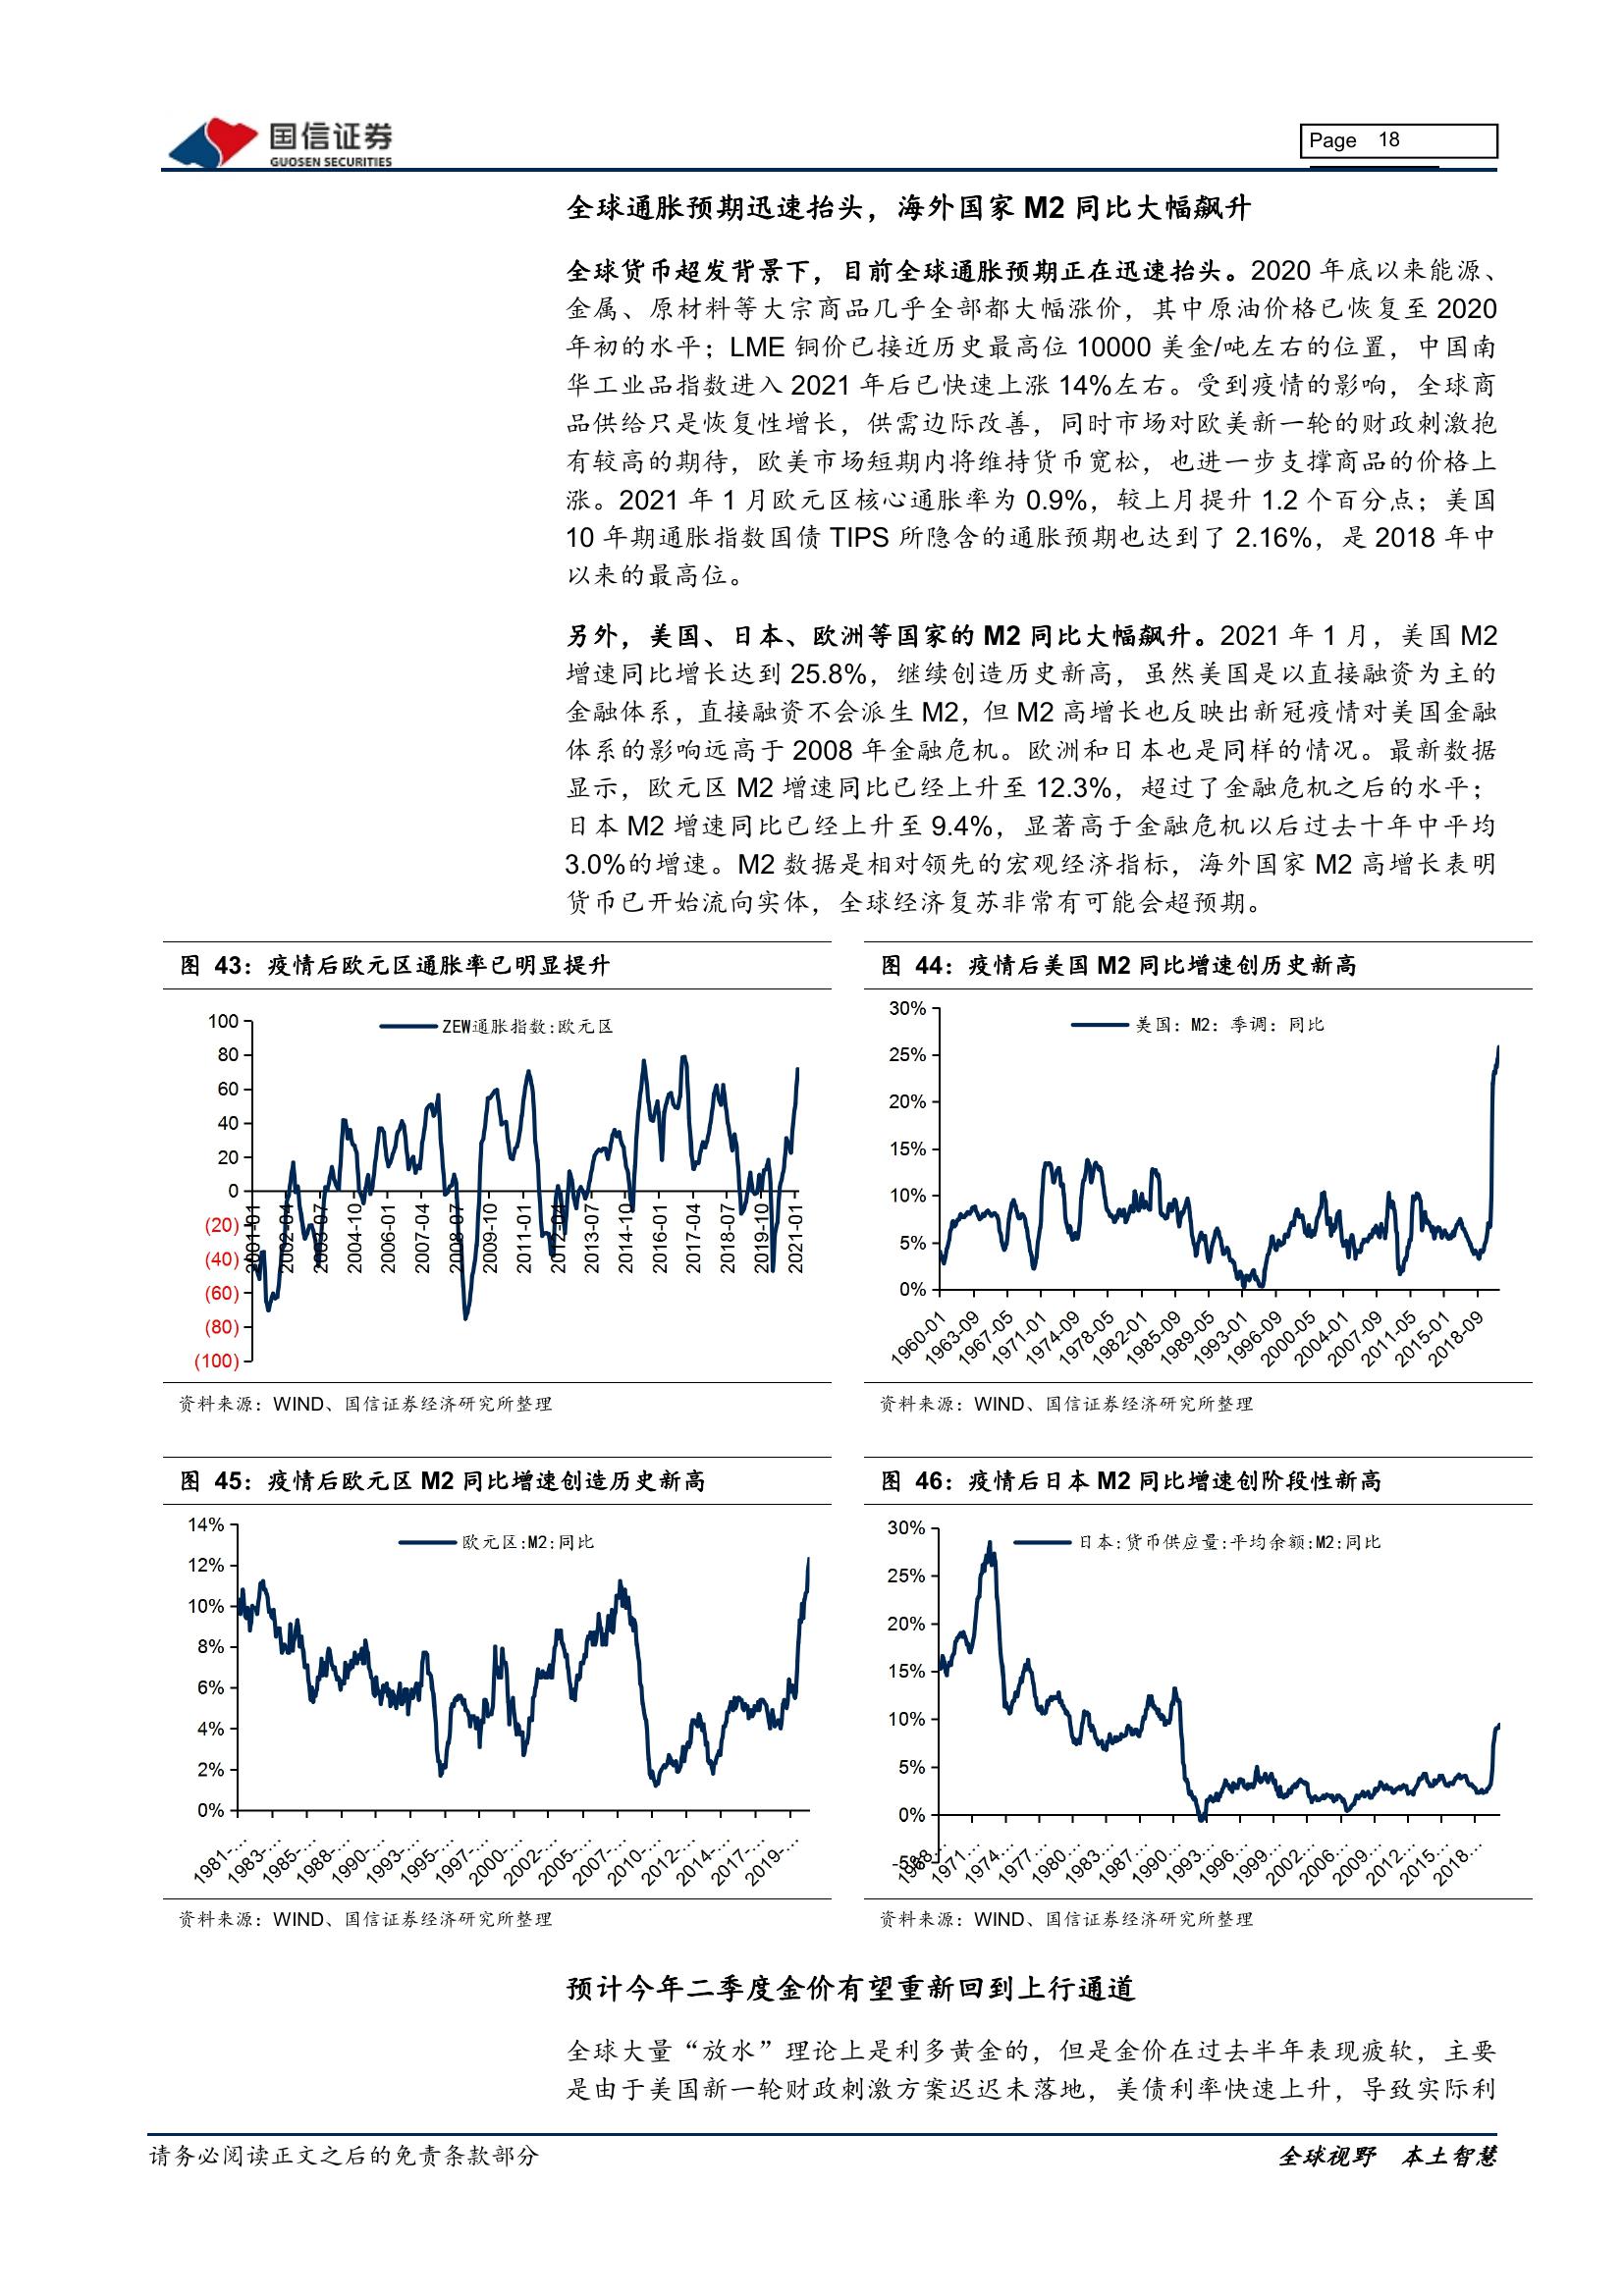 国信证券
GUOSEN SECURITIES
Page 18
全球通胀预期迅速抬头，海外国家 M2 同比大幅飙升
全球货币超发背景下，目前全球通胀预期正在迅速抬头。2020 年底以来能源、
金属、原材料等大宗商品几乎全部都大幅涨价，其中原油价格已恢复至 2020
年初的水平；LME 铜价已接近历史最高位 10000 美金/吨左右的位置，中国南
华工业品指数进入 2021 年后已快速上涨 14%左右。受到疫情的影响，全球商
品供给只是恢复性增长，供需边际改善，同时市场对欧美新一轮的财政刺激抱
有较高的期待，欧美市场短期内将维持货币宽松，也进一步支撑商品的价格上
涨。2021 年 1 月欧元区核心通胀率为 0.9%，较上月提升 1.2 个百分点；美国
10 年期通胀指数国债 TIPS 所隐含的通胀预期也达到了 2.16%，是 2018 年中
以来的最高位。
另外，美国、日本、欧洲等国家的 M2 同比大幅飙升。2021 年 1 月，美国 M2
增速同比增长达到 25.8%，继续创造历史新高，虽然美国是以直接融资为主的
金融体系，直接融资不会派生 M2，但 M2 高增长也反映出新冠疫情对美国金融
体系的影响远高于 2008 年金融危机。欧洲和日本也是同样的情况。最新数据
显示，欧元区 M2 增速同比已经上升至 12.3%，超过了金融危机之后的水平；
日本 M2 增速同比已经上升至 9.4%，显著高于金融危机以后过去十年中平均
3.0%的增速。M2 数据是相对领先的宏观经济指标，海外国家 M2 高增长表明
货币已开始流向实体，全球经济复苏非常有可能会超预期。
图 43：疫情后欧元区通胀率已明显提升
ZEW通胀指数:欧元区
100
80
60
40
20
0
(20)
(40)
(60)
(80)
(100)
2001-01 2002-04 2003-07 2004-10 2006-01 2007-04 2008-07 2009-10 2011-01 2012-04 2013-07 2014-10 2016-01 2017-04 2018-07 2019-10 2021-01
资料来源：WIND、国信证券经济研究所整理
图 44：疫情后美国 M2 同比增速创历史新高
美国：M2：季调：同比
30%
25%
20%
15%
10%
5%
0%
1960-01 1963-09 1967-05 1971-01 1974-09 1978-05 1982-01 1985-09 1989-05 1993-01 1996-09 2000-05 2004-01 2007-09 2011-05 2015-01 2018-09
资料来源：WIND、国信证券经济研究所整理
图 45：疫情后欧元区 M2 同比增速创造历史新高
欧元区:M2:同比
14%
12%
10%
8%
6%
4%
2%
0%
1981-… 1983-… 1985-… 1988-… 1990-… 1993-… 1995-… 1997-… 2000-… 2002-… 2005-… 2007-… 2010-… 2012-… 2014-… 2017-… 2019-…
资料来源：WIND、国信证券经济研究所整理
图 46：疫情后日本 M2 同比增速创阶段性新高
日本:货币供应量:平均余额:M2:同比
30%
25%
20%
15%
10%
5%
0%
-5%
1968… 1971… 1974… 1977… 1980… 1983… 1987… 1990… 1993… 1996… 1999… 2002… 2006… 2009… 2012… 2015… 2018…
资料来源：WIND、国信证券经济研究所整理
预计今年二季度金价有望重新回到上行通道
全球大量“放水”理论上是利多黄金的，但是金价在过去半年表现疲软，主要
是由于美国新一轮财政刺激方案迟迟未落地，美债利率快速上升，导致实际利
请务必阅读正文之后的免责条款部分
全球视野 本土智慧